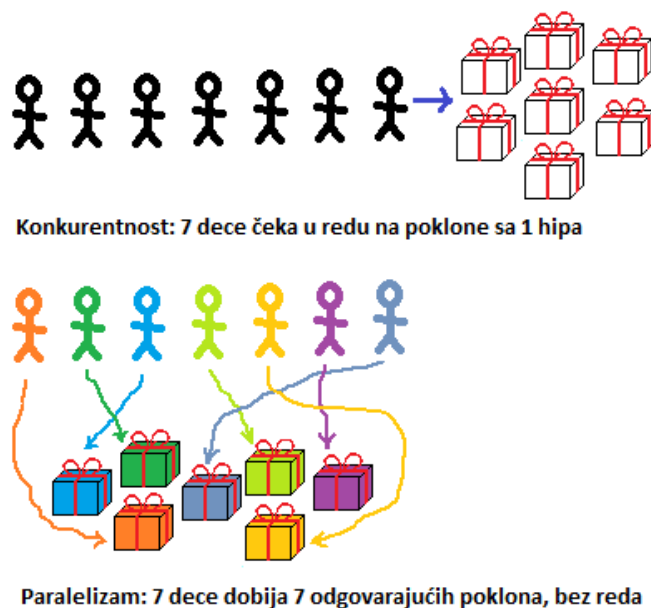 Konkurentnost: 7 dece čeka u redu na poklone sa 1 hipa
Paralelizam: 7 dece dobija 7 odgovarajućih poklona, bez reda